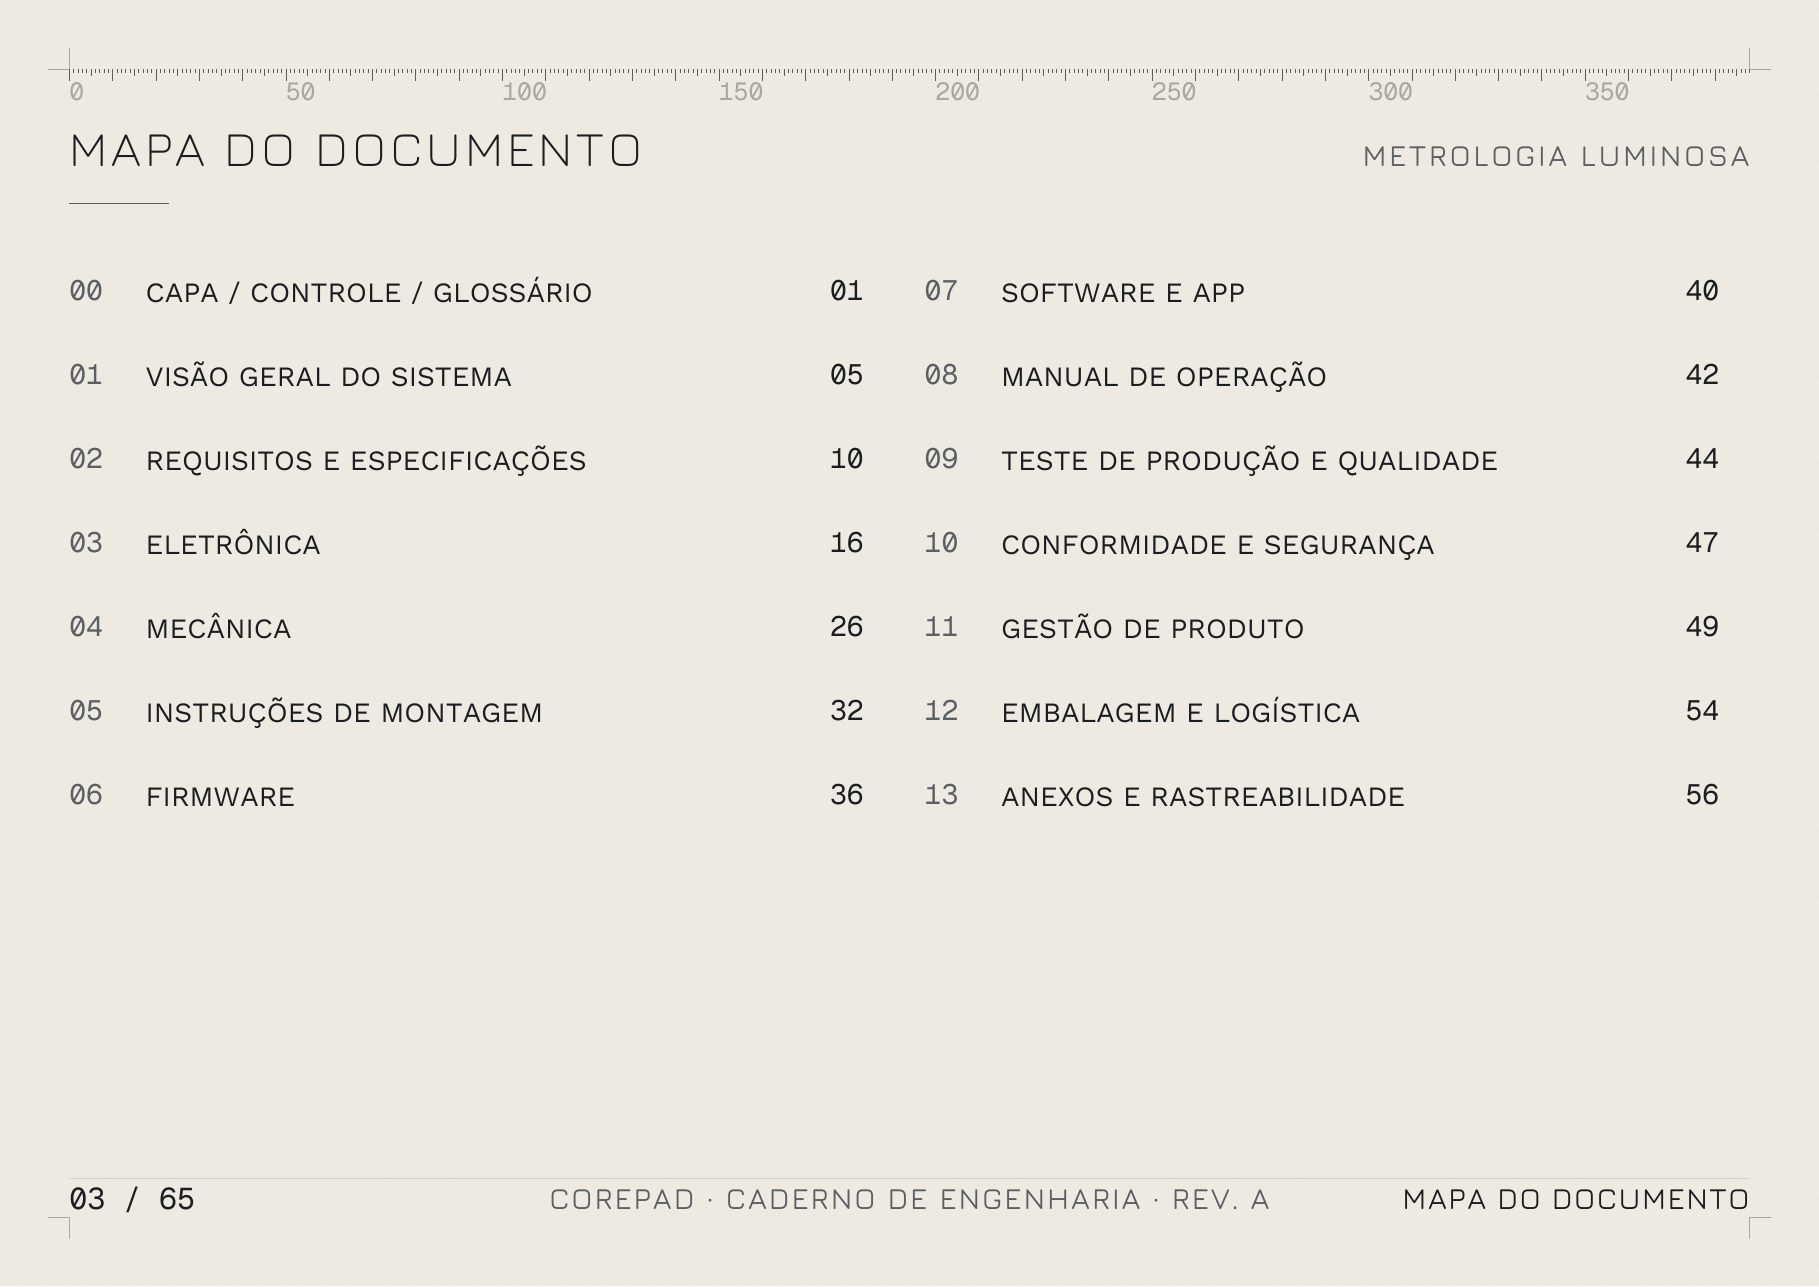 0 50 100 150 200 250 300 350
MAPA DO DOCUMENTO
METROLOGIA LUMINOSA
00 CAPA / CONTROLE / GLOSSÁRIO 01
01 VISÃO GERAL DO SISTEMA 05
02 REQUISITOS E ESPECIFICAÇÕES 10
03 ELETRÔNICA 16
04 MECÂNICA 26
05 INSTRUÇÕES DE MONTAGEM 32
06 FIRMWARE 36
07 SOFTWARE E APP 40
08 MANUAL DE OPERAÇÃO 42
09 TESTE DE PRODUÇÃO E QUALIDADE 44
10 CONFORMIDADE E SEGURANÇA 47
11 GESTÃO DE PRODUTO 49
12 EMBALAGEM E LOGÍSTICA 54
13 ANEXOS E RASTREABILIDADE 56
03 / 65
COREPAD · CADERNO DE ENGENHARIA · REV. A
MAPA DO DOCUMENTO